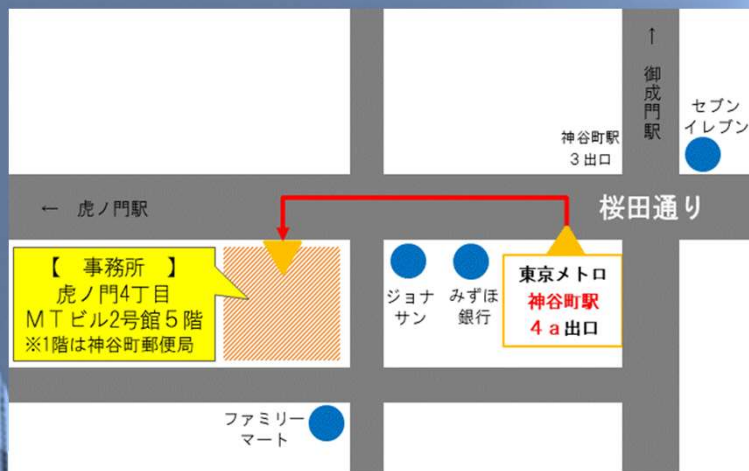 ↑
御成門駅
セブン
イレブン
神谷町駅
3出口
← 虎ノ門駅
桜田通り
【 事務所 】
虎ノ門4丁目
MTビル2号館5階
※1階は神谷町郵便局
ジョナ
サン
みずほ
銀行
東京メトロ
神谷町駅
4a出口
ファミリー
マート